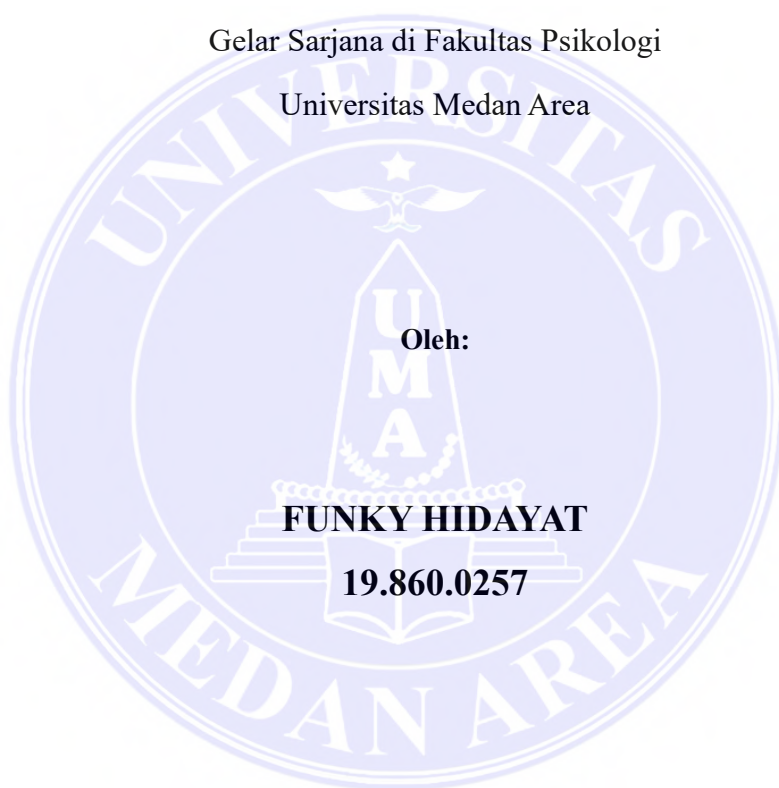 Gelar Sarjana di Fakultas Psikologi
Universitas Medan Area
UNIVERSITAS
UMA
Oleh:
FUNKY HIDAYAT
19.860.0257
MEDAN AREA